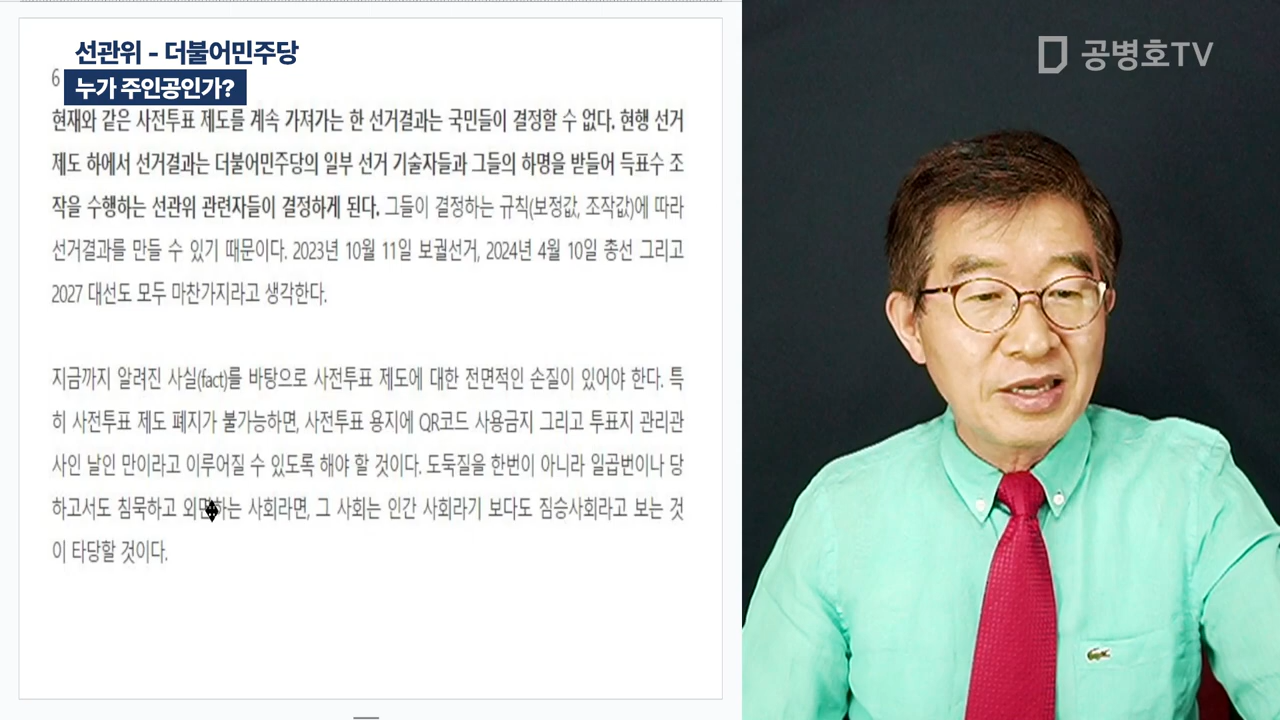 선관위 - 더불어민주당
누가 주인공인가?
공병호TV
6
현재와 같은 사전투표 제도를 계속 가져가는 한 선거결과는 국민들이 결정할 수 없다. 현행 선거
제도 하에서 선거결과는 더불어민주당의 일부 선거 기술자들과 그들의 하명을 받들어 득표수 조
작을 수행하는 선관위 관련자들이 결정하게 된다. 그들이 결정하는 규칙(보정값, 조작값)에 따라
선거결과를 만들 수 있기 때문이다. 2023년 10월 11일 보궐선거, 2024년 4월 10일 총선 그리고
2027 대선도 모두 마찬가지라고 생각한다.
지금까지 알려진 사실(fact)를 바탕으로 사전투표 제도에 대한 전면적인 손질이 있어야 한다. 특
히 사전투표 제도 폐지가 불가능하면, 사전투표 용지에 QR코드 사용금지 그리고 투표지 관리관
사인 날인 만이라고 이루어질 수 있도록 해야 할 것이다. 도둑질을 한번이 아니라 일곱번이나 당
하고서도 침묵하고 외면하는 사회라면, 그 사회는 인간 사회라기 보다도 짐승사회라고 보는 것
이 타당할 것이다.